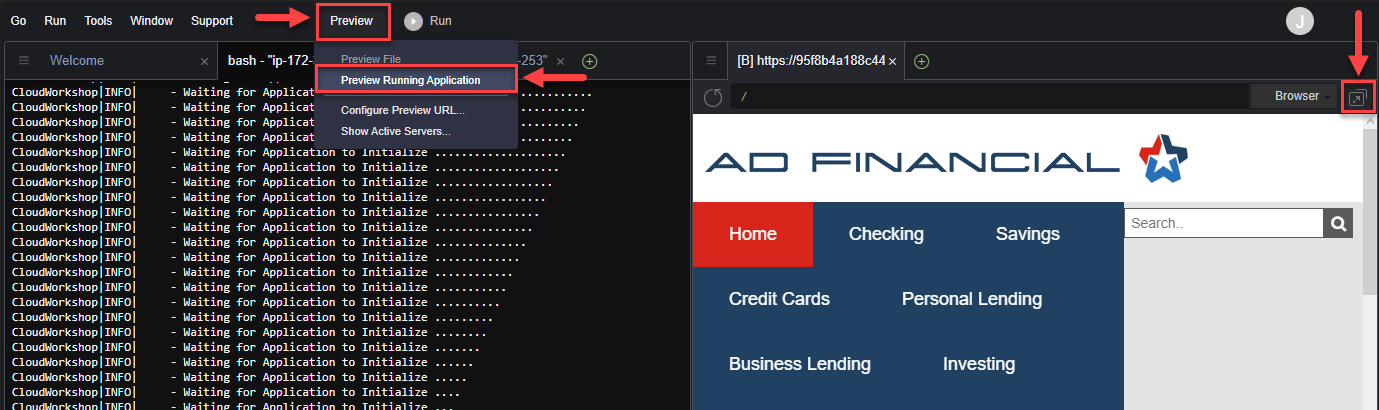 Go Run Tools Window Support Preview Run J
Welcome × bash - "ip-172- -253" ×
Preview File
Preview Running Application
Configure Preview URL...
Show Active Servers...
CloudWorkshop|INFO| - Waiting for Application ...........
CloudWorkshop|INFO| - Waiting for Application ..........
CloudWorkshop|INFO| - Waiting for Application .........
CloudWorkshop|INFO| - Waiting for Application ........
CloudWorkshop|INFO| - Waiting for Application to Initialize ....................
CloudWorkshop|INFO| - Waiting for Application to Initialize ...................
CloudWorkshop|INFO| - Waiting for Application to Initialize ..................
CloudWorkshop|INFO| - Waiting for Application to Initialize .................
CloudWorkshop|INFO| - Waiting for Application to Initialize ................
CloudWorkshop|INFO| - Waiting for Application to Initialize ...............
CloudWorkshop|INFO| - Waiting for Application to Initialize ..............
CloudWorkshop|INFO| - Waiting for Application to Initialize .............
CloudWorkshop|INFO| - Waiting for Application to Initialize ............
CloudWorkshop|INFO| - Waiting for Application to Initialize ...........
CloudWorkshop|INFO| - Waiting for Application to Initialize ..........
CloudWorkshop|INFO| - Waiting for Application to Initialize .........
CloudWorkshop|INFO| - Waiting for Application to Initialize ........
CloudWorkshop|INFO| - Waiting for Application to Initialize .......
CloudWorkshop|INFO| - Waiting for Application to Initialize ......
CloudWorkshop|INFO| - Waiting for Application to Initialize .....
CloudWorkshop|INFO| - Waiting for Application to Initialize ....
CloudWorkshop|INFO| - Waiting for Application to Initialize ...
[B] https://95f8b4a188c44 ×
/ Browser
AD FINANCIAL
Home Checking Savings Search..
Credit Cards Personal Lending
Business Lending Investing